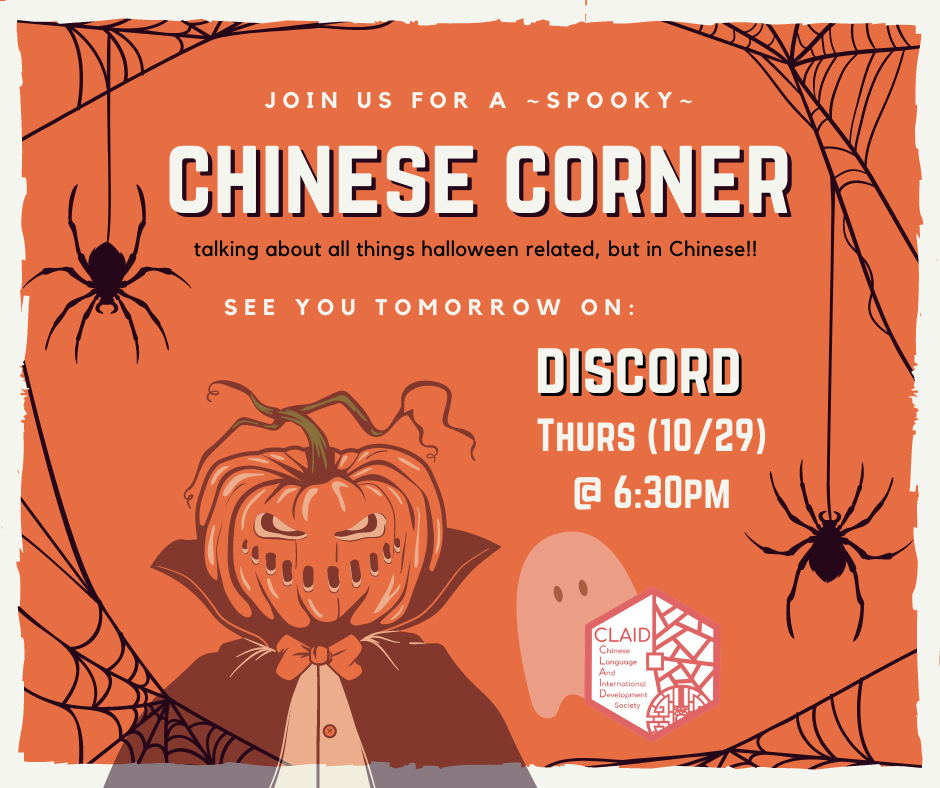 JOIN US FOR A ~SPOOKY~
CHINESE CORNER
talking about all things halloween related, but in Chinese!!
SEE YOU TOMORROW ON:
DISCORD
THURS (10/29)
@ 6:30PM
CLAID
Chinese
Language
And
International
Development
Society